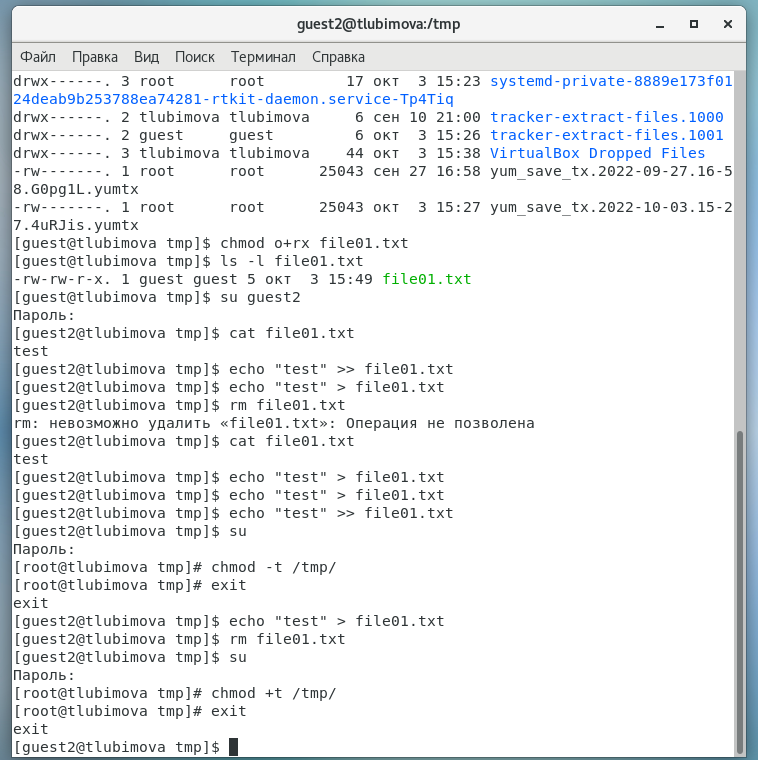 guest2@tlubimova:/tmp
Файл Правка Вид Поиск Терминал Справка
drwx------. 3 root      root         17 окт  3 15:23 systemd-private-8889e173f01
24deab9b253788ea74281-rtkit-daemon.service-Tp4Tiq
drwx------. 2 tlubimova tlubimova     6 сен 10 21:00 tracker-extract-files.1000
drwx------. 2 guest     guest         6 окт  3 15:26 tracker-extract-files.1001
drwx------. 3 tlubimova tlubimova    44 окт  3 15:38 VirtualBox Dropped Files
-rw-------. 1 root      root      25043 сен 27 16:58 yum_save_tx.2022-09-27.16-5
8.G0pg1L.yumtx
-rw-------. 1 root      root      25043 окт  3 15:27 yum_save_tx.2022-10-03.15-2
7.4uRJis.yumtx
[guest@tlubimova tmp]$ chmod o+rx file01.txt
[guest@tlubimova tmp]$ ls -l file01.txt
-rw-rw-r-x. 1 guest guest 5 окт  3 15:49 file01.txt
[guest@tlubimova tmp]$ su guest2
Пароль:
[guest2@tlubimova tmp]$ cat file01.txt
test
[guest2@tlubimova tmp]$ echo "test" >> file01.txt
[guest2@tlubimova tmp]$ echo "test" > file01.txt
[guest2@tlubimova tmp]$ rm file01.txt
rm: невозможно удалить «file01.txt»: Операция не позволена
[guest2@tlubimova tmp]$ cat file01.txt
test
[guest2@tlubimova tmp]$ echo "test" > file01.txt
[guest2@tlubimova tmp]$ echo "test" > file01.txt
[guest2@tlubimova tmp]$ echo "test" >> file01.txt
[guest2@tlubimova tmp]$ su
Пароль:
[root@tlubimova tmp]# chmod -t /tmp/
[root@tlubimova tmp]# exit
exit
[guest2@tlubimova tmp]$ echo "test" > file01.txt
[guest2@tlubimova tmp]$ rm file01.txt
[guest2@tlubimova tmp]$ su
Пароль:
[root@tlubimova tmp]# chmod +t /tmp/
[root@tlubimova tmp]# exit
exit
[guest2@tlubimova tmp]$